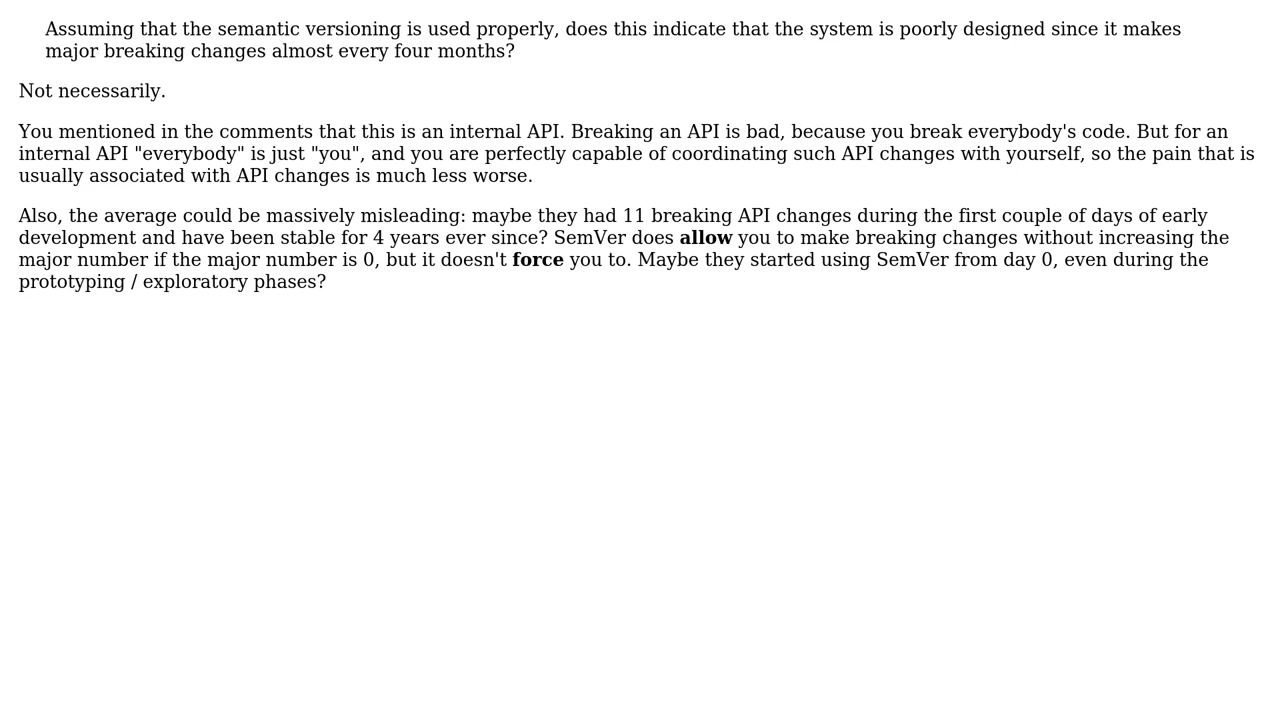 Assuming that the semantic versioning is used properly, does this indicate that the system is poorly designed since it makes
major breaking changes almost every four months?
Not necessarily.
You mentioned in the comments that this is an internal API. Breaking an API is bad, because you break everybody's code. But for an
internal API "everybody" is just "you", and you are perfectly capable of coordinating such API changes with yourself, so the pain that is
usually associated with API changes is much less worse.
Also, the average could be massively misleading: maybe they had 11 breaking API changes during the first couple of days of early
development and have been stable for 4 years ever since? SemVer does allow you to make breaking changes without increasing the
major number if the major number is 0, but it doesn't force you to. Maybe they started using SemVer from day 0, even during the
prototyping / exploratory phases?